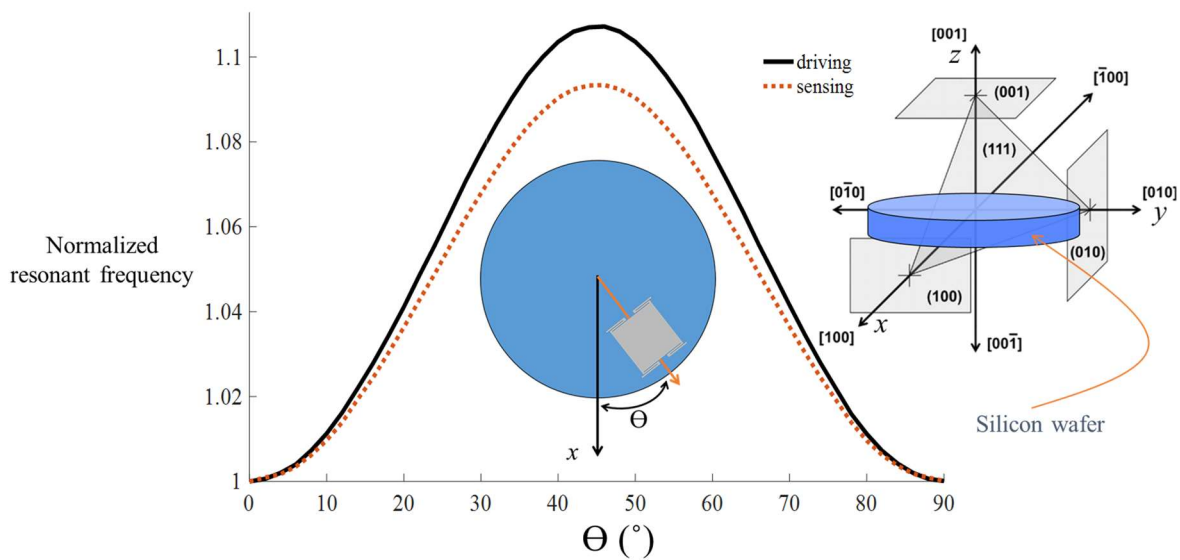 1.1
1.08
1.06
1.04
1.02
1
0
10
20
30
40
50
60
70
80
90
Normalized
resonant frequency
Ө (°)
driving
sensing
Ө
x
[001]
z
[1̅00]
(001)
(111)
[01̅0]
[010]
y
(010)
(100)
[100]
x
[001̅]
Silicon wafer